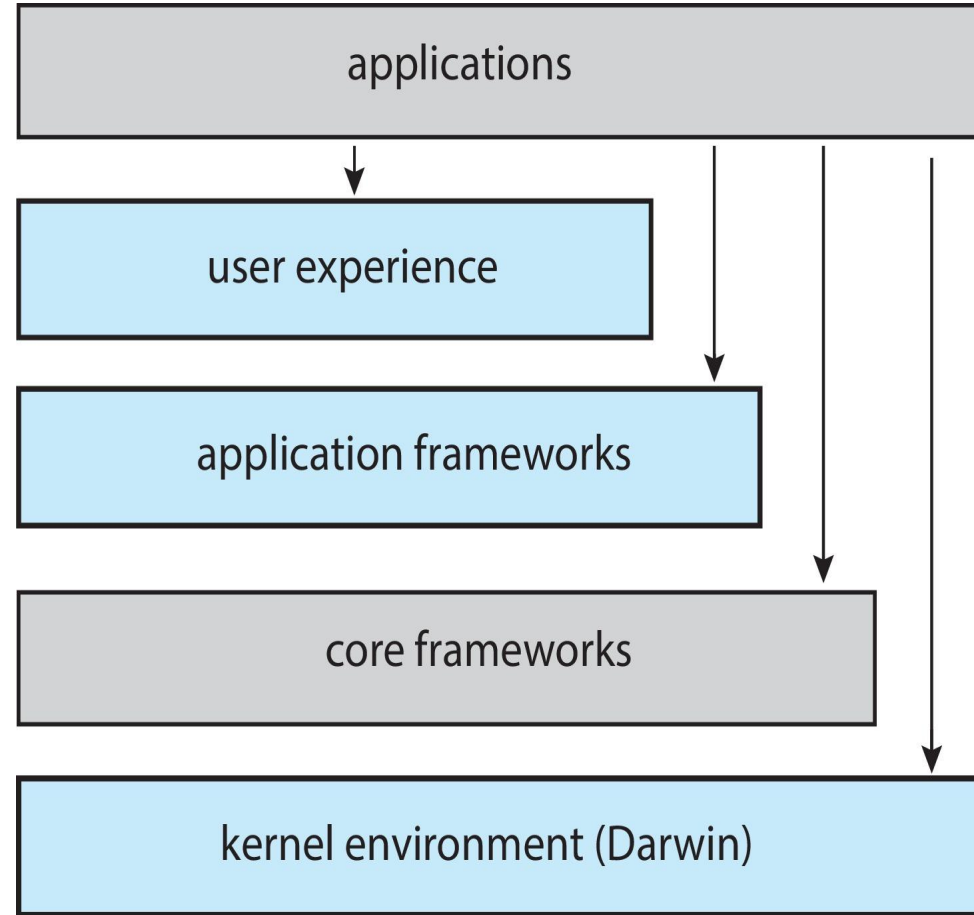 applications
user experience
application frameworks
core frameworks
kernel environment (Darwin)